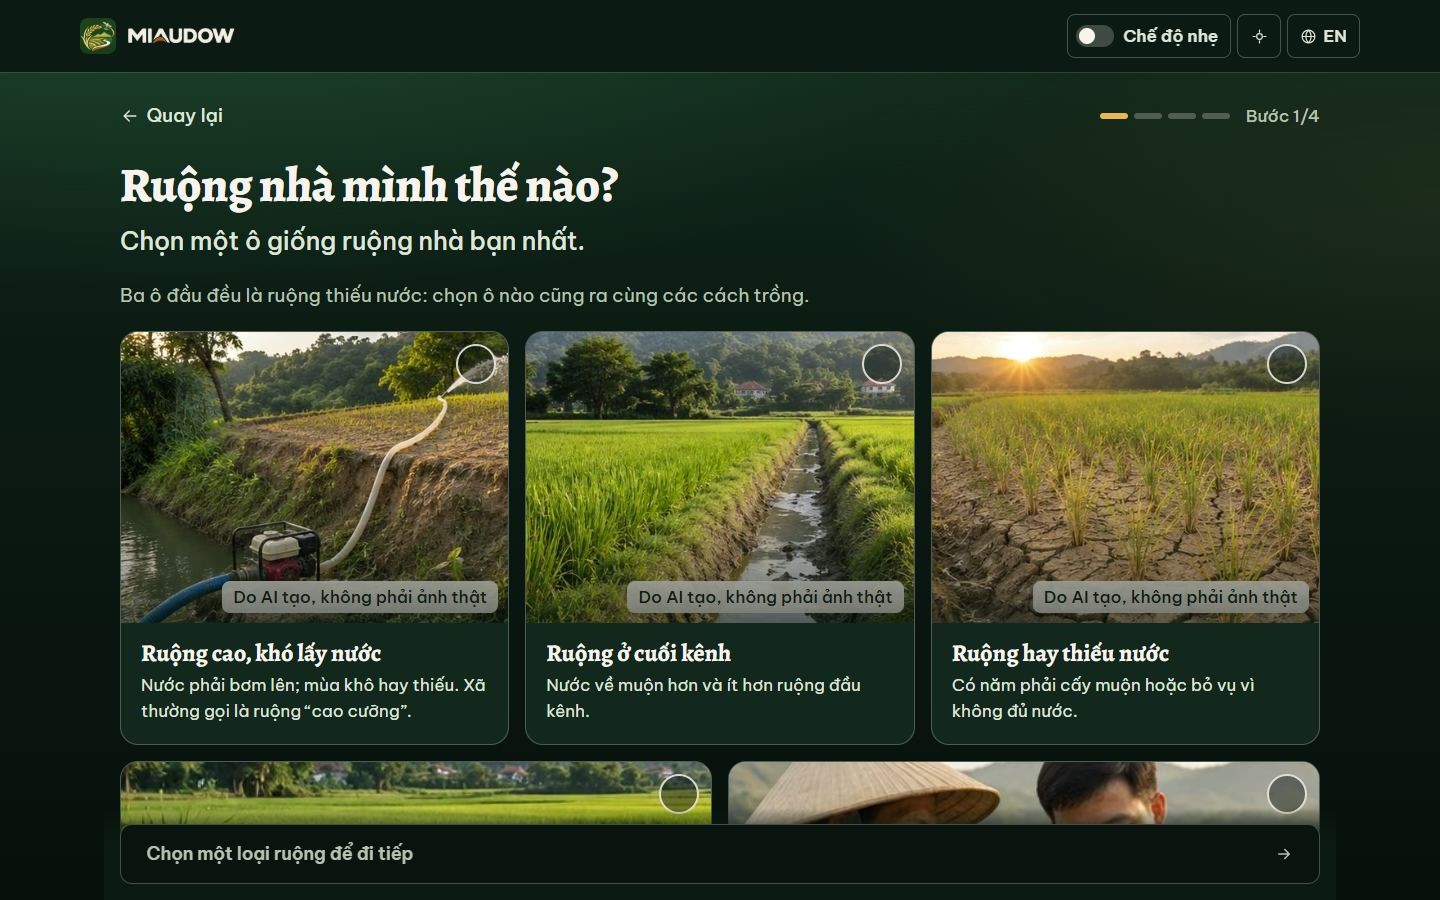 MIAUDOW
Chế độ nhẹ
EN
Quay lại
Bước 1/4
Ruộng nhà mình thế nào?
Chọn một ô giống ruộng nhà bạn nhất.
Ba ô đầu đều là ruộng thiếu nước: chọn ô nào cũng ra cùng các cách trồng.
Do AI tạo, không phải ảnh thật
Do AI tạo, không phải ảnh thật
Do AI tạo, không phải ảnh thật
Ruộng cao, khó lấy nước
Nước phải bơm lên; mùa khô hay thiếu. Xã
thường gọi là ruộng “cao cưỡng”.
Ruộng ở cuối kênh
Nước về muộn hơn và ít hơn ruộng đầu
kênh.
Ruộng hay thiếu nước
Có năm phải cấy muộn hoặc bỏ vụ vì
không đủ nước.
Chọn một loại ruộng để đi tiếp